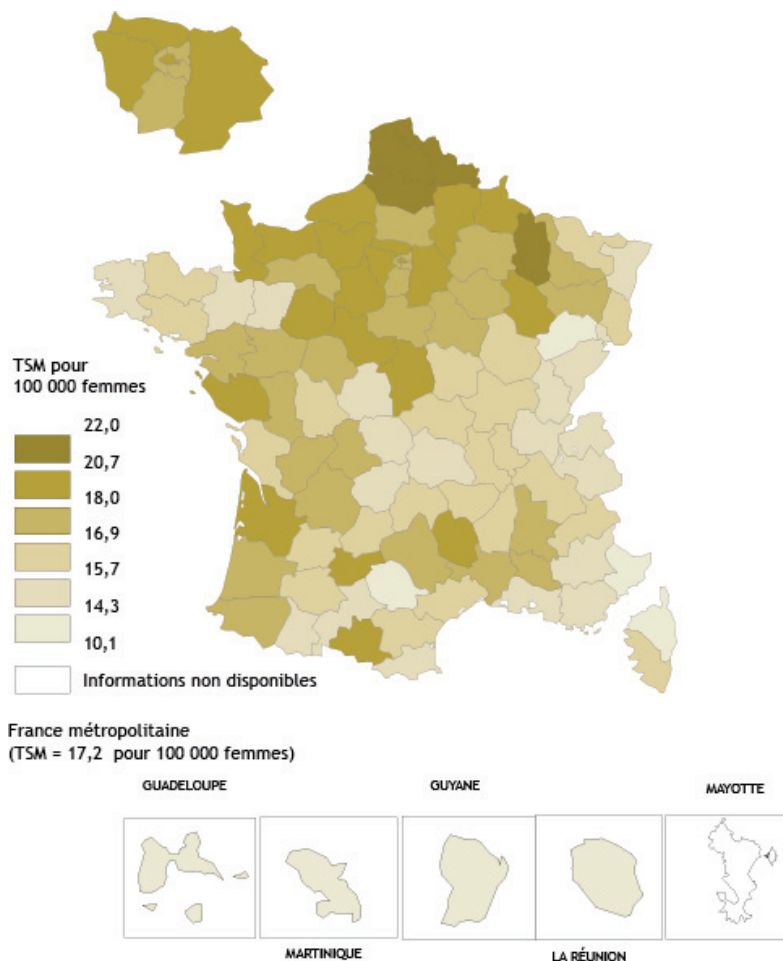 TSM pour
100 000 femmes
22,0
20,7
18,0
16,9
15,7
14,3
10,1
Informations non disponibles
France métropolitaine
(TSM = 17,2 pour 100 000 femmes)
GUADELOUPE
GUYANE
MAYOTTE
MARTINIQUE
LA RÉUNION